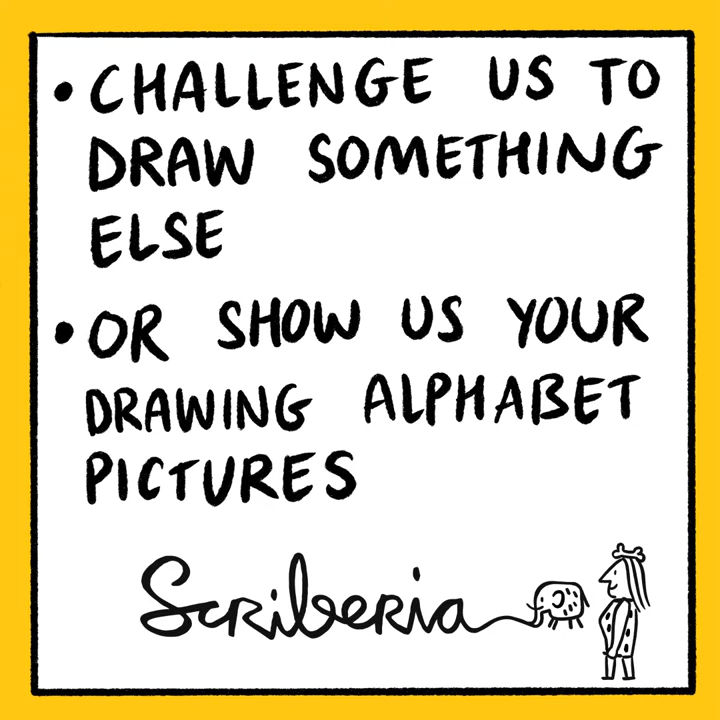 • CHALLENGE US TO
DRAW SOMETHING
ELSE
• OR SHOW US YOUR
DRAWING ALPHABET
PICTURES
Scriberia